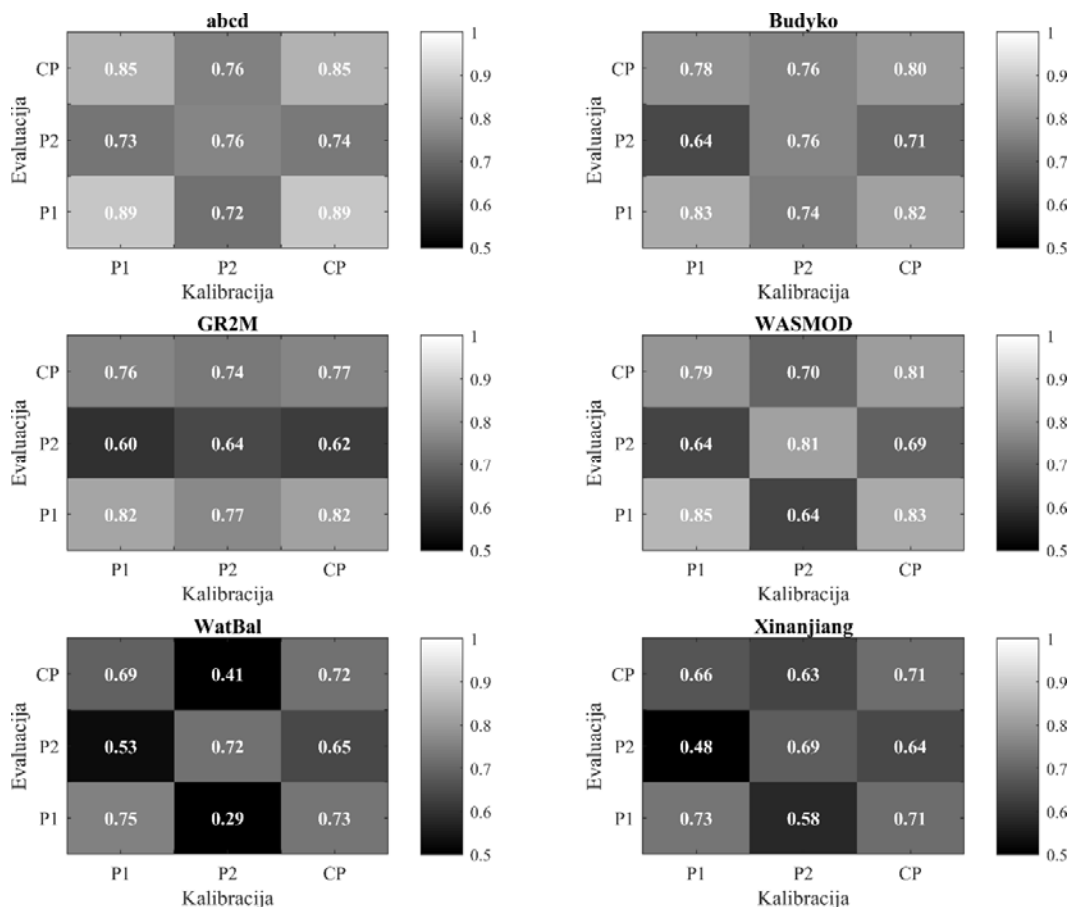 abcd
1
CP 0.85 0.76 0.85
0.9
0.8
Evaluacija
P2 0.73 0.76 0.74
0.7
P1 0.89 0.72 0.89
0.6
0.5
P1 P2 CP
Kalibracija
Budyko
1
CP 0.78 0.76 0.80
0.9
0.8
Evaluacija
P2 0.64 0.76 0.71
0.7
P1 0.83 0.74 0.82
0.6
0.5
P1 P2 CP
Kalibracija
GR2M
1
CP 0.76 0.74 0.77
0.9
0.8
Evaluacija
P2 0.60 0.64 0.62
0.7
P1 0.82 0.77 0.82
0.6
0.5
P1 P2 CP
Kalibracija
WASMOD
1
CP 0.79 0.70 0.81
0.9
0.8
Evaluacija
P2 0.64 0.81 0.69
0.7
P1 0.85 0.64 0.83
0.6
0.5
P1 P2 CP
Kalibracija
WatBal
1
CP 0.69 0.41 0.72
0.9
0.8
Evaluacija
P2 0.53 0.72 0.65
0.7
P1 0.75 0.29 0.73
0.6
0.5
P1 P2 CP
Kalibracija
Xinanjiang
1
CP 0.66 0.63 0.71
0.9
0.8
Evaluacija
P2 0.48 0.69 0.64
0.7
P1 0.73 0.58 0.71
0.6
0.5
P1 P2 CP
Kalibracija